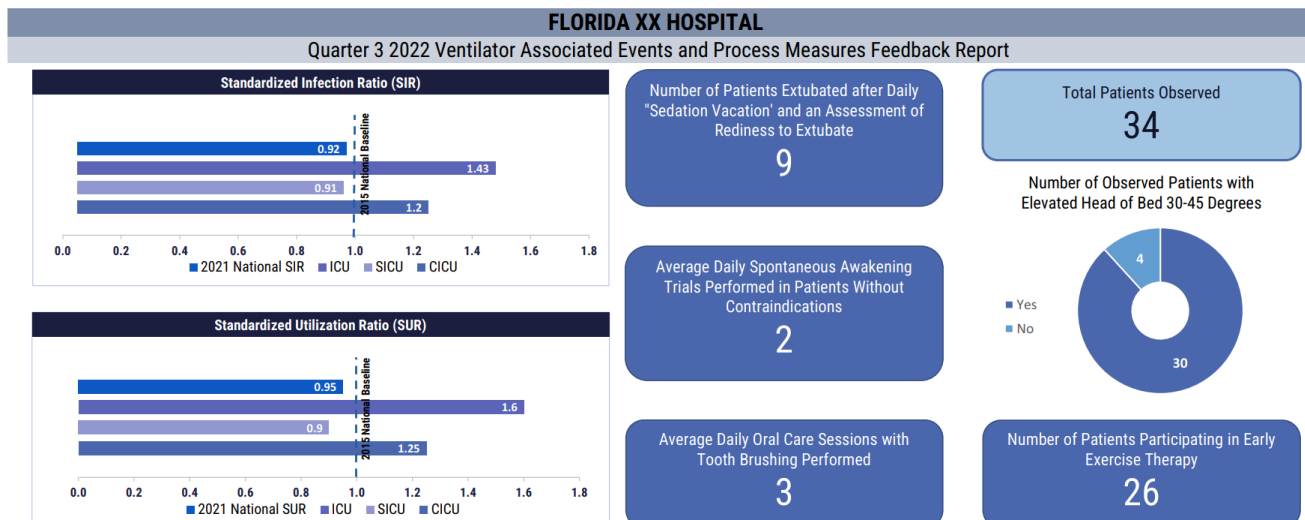 FLORIDA XX HOSPITAL
Quarter 3 2022 Ventilator Associated Events and Process Measures Feedback Report
Standardized Infection Ratio (SIR)
0.92
1.43
0.91
1.2
2015 National Baseline
0.0 0.2 0.4 0.6 0.8 1.0 1.2 1.4 1.6 1.8
2021 National SIR ICU SICU CICU
Standardized Utilization Ratio (SUR)
0.95
1.6
0.9
1.25
2015 National Baseline
0.0 0.2 0.4 0.6 0.8 1.0 1.2 1.4 1.6 1.8
2021 National SUR ICU SICU CICU
Number of Patients Extubated after Daily
"Sedation Vacation' and an Assessment of
Rediness to Extubate
9
Average Daily Spontaneous Awakening
Trials Performed in Patients Without
Contraindications
2
Average Daily Oral Care Sessions with
Tooth Brushing Performed
3
Total Patients Observed
34
Number of Observed Patients with
Elevated Head of Bed 30-45 Degrees
4
Yes
No
30
Number of Patients Participating in Early
Exercise Therapy
26